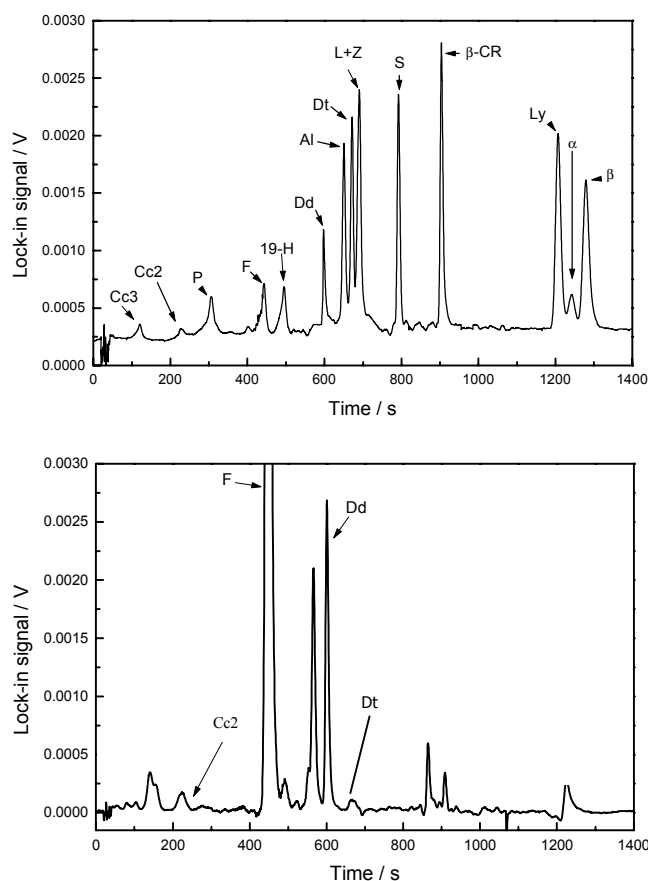 0.0030
0.0025
0.0020
0.0015
0.0010
0.0005
0.0000
Lock-in signal / V
Cc3
Cc2
P
F
19-H
Dd
Al
Dt
L+Z
S
β-CR
Ly
α
β
0 200 400 600 800 1000 1200 1400
Time / s
0.0030
0.0025
0.0020
0.0015
0.0010
0.0005
0.0000
Lock-in signal / V
F
Dd
Cc2
Dt
0 200 400 600 800 1000 1200 1400
Time / s